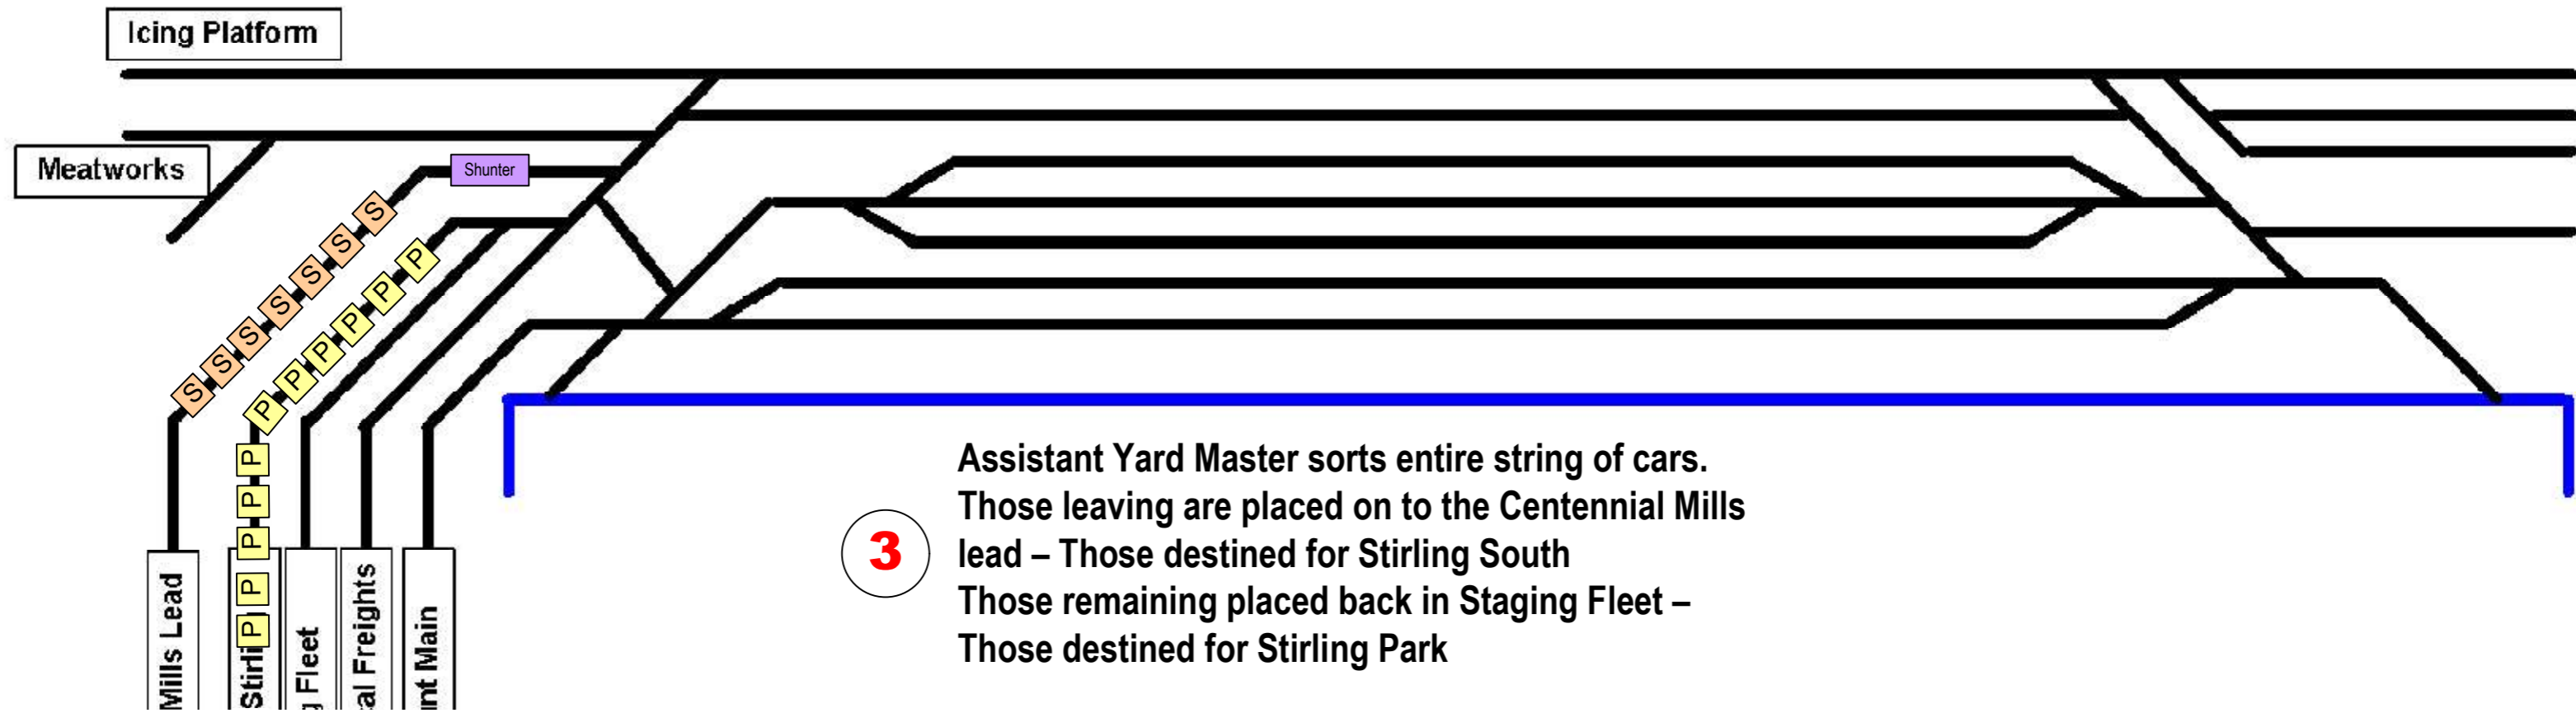 Icing Platform
Meatworks
Shunter
S
S
S
S
S
S
S
P
P
P
P
P
P
P
P
P
P
P
Mills Lead
Stirli
Fleet
al Freights
nt Main
3
Assistant Yard Master sorts entire string of cars.
Those leaving are placed on to the Centennial Mills
lead – Those destined for Stirling South
Those remaining placed back in Staging Fleet –
Those destined for Stirling Park